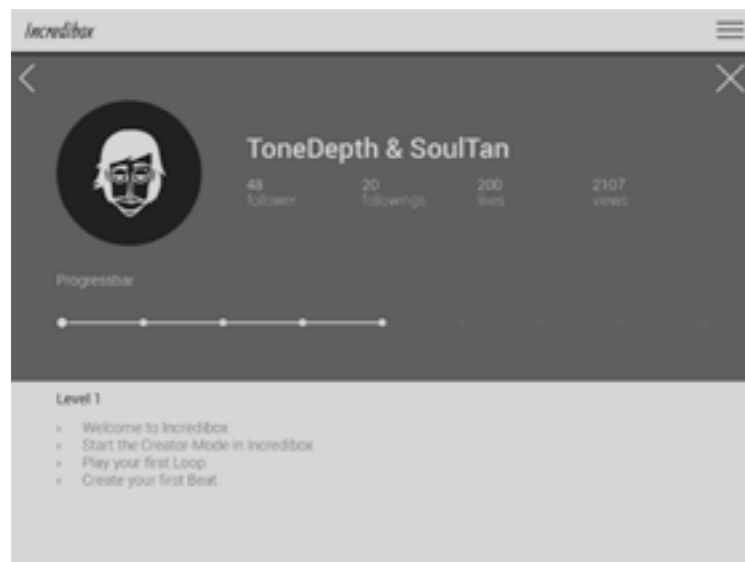 Incredibox
ToneDepth & SoulTan
48 20 200 2107
follower followings likes views
Progressbar
Level 1
Welcome to Incredibox
Start the Creator-Mode in Incredibox
Play your first Loop
Create your first Beat